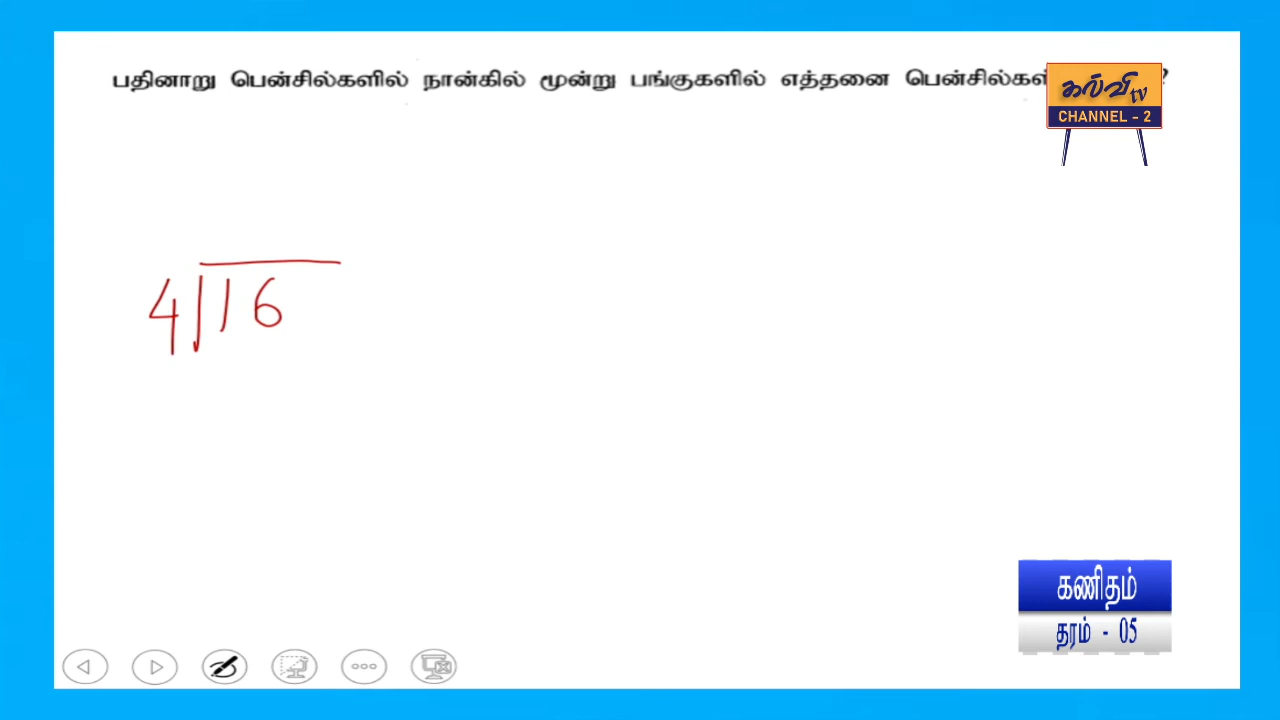 பதினாறு பென்சில்களில் நான்கில் மூன்று பங்குகளில் எத்தனை பென்சில்கள் ?
கல்வி tv
CHANNEL - 2
4 16
கணிதம்
தரம் - 05